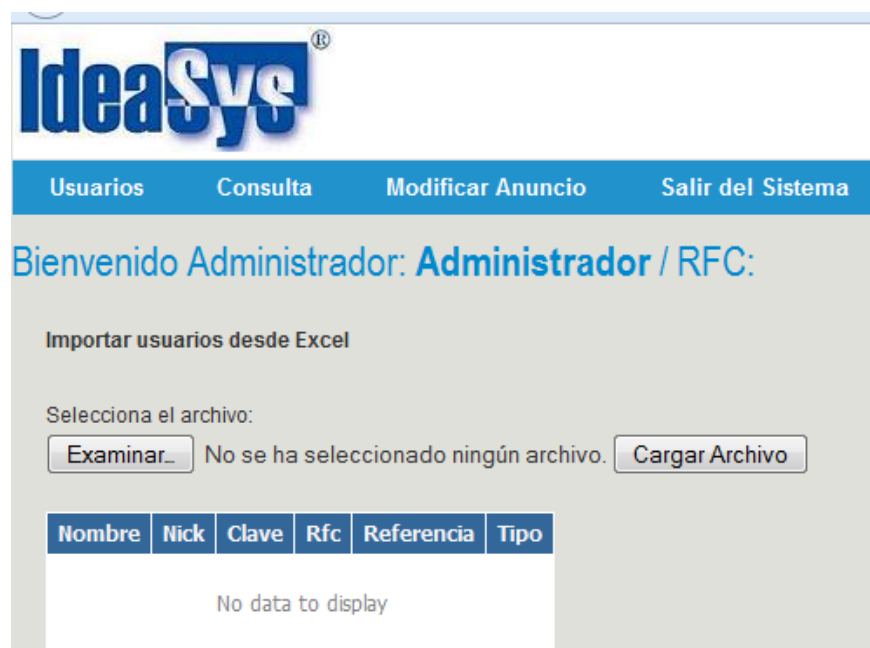 IdeaSys®
Usuarios Consulta Modificar Anuncio Salir del Sistema
Bienvenido Administrador: Administrador / RFC:
Importar usuarios desde Excel
Selecciona el archivo:
Examinar... No se ha seleccionado ningún archivo. Cargar Archivo
Nombre Nick Clave Rfc Referencia Tipo
No data to display